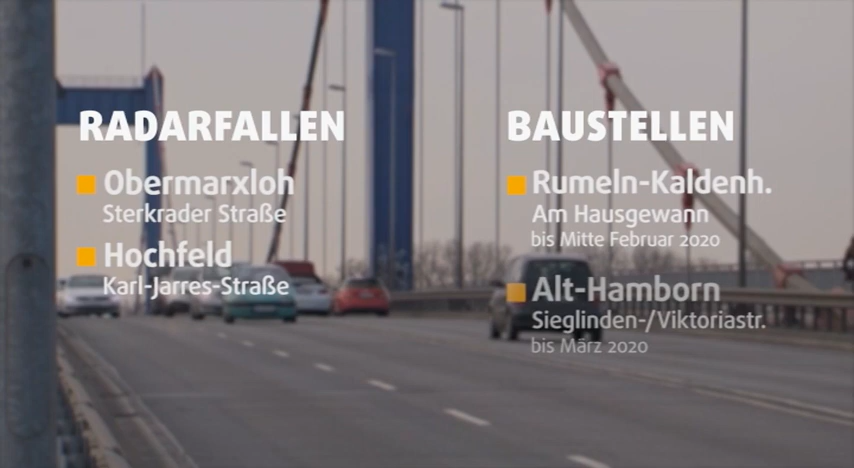 RADARFALLEN
Obermarxloh
Sterkrader Straße
Hochfeld
Karl-Jarres-Straße
BAUSTELLEN
Rumeln-Kaldenh.
Am Hausgewann
bis Mitte Februar 2020
Alt-Hamborn
Sieglinden-/Viktoriastr.
bis März 2020